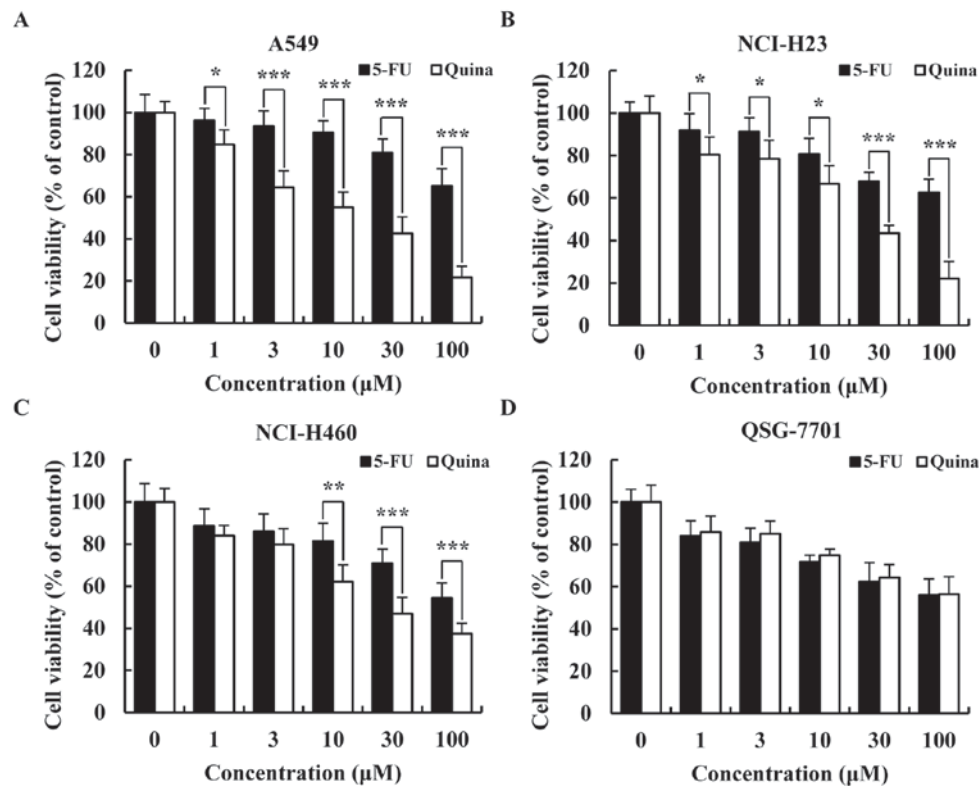 A
A549
5-FU Quina
* *** *** *** ***
Cell viability (% of control)
120
100
80
60
40
20
0
0 1 3 10 30 100
Concentration (µM)
B
NCI-H23
5-FU Quina
* * * *** ***
Cell viability (% of control)
120
100
80
60
40
20
0
0 1 3 10 30 100
Concentration (µM)
C
NCI-H460
5-FU Quina
** *** ***
Cell viability (% of control)
120
100
80
60
40
20
0
0 1 3 10 30 100
Concentration (µM)
D
QSG-7701
5-FU Quina
Cell viability (% of control)
120
100
80
60
40
20
0
0 1 3 10 30 100
Concentration (µM)